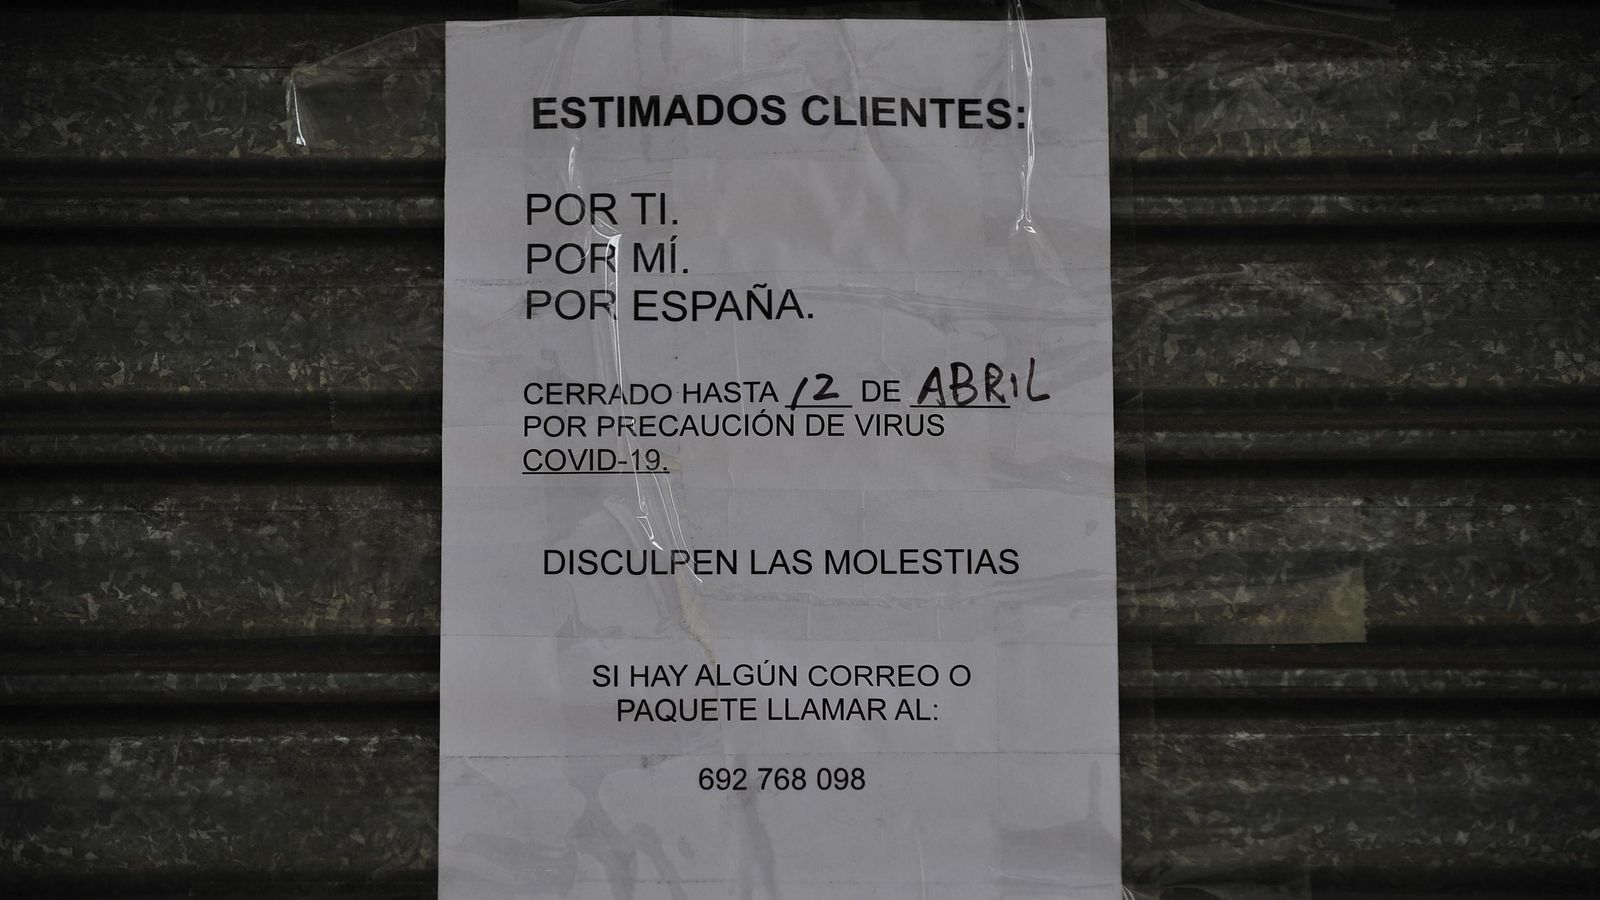 ESTIMADOS CLIENTES:
POR TI.
POR MÍ.
POR ESPAÑA.
CERRADO HASTA 12 DE ABRIL
POR PRECAUCIÓN DE VIRUS
COVID-19.
DISCULPEN LAS MOLESTIAS
SI HAY ALGÚN CORREO O
PAQUETE LLAMAR AL:
692 768 098